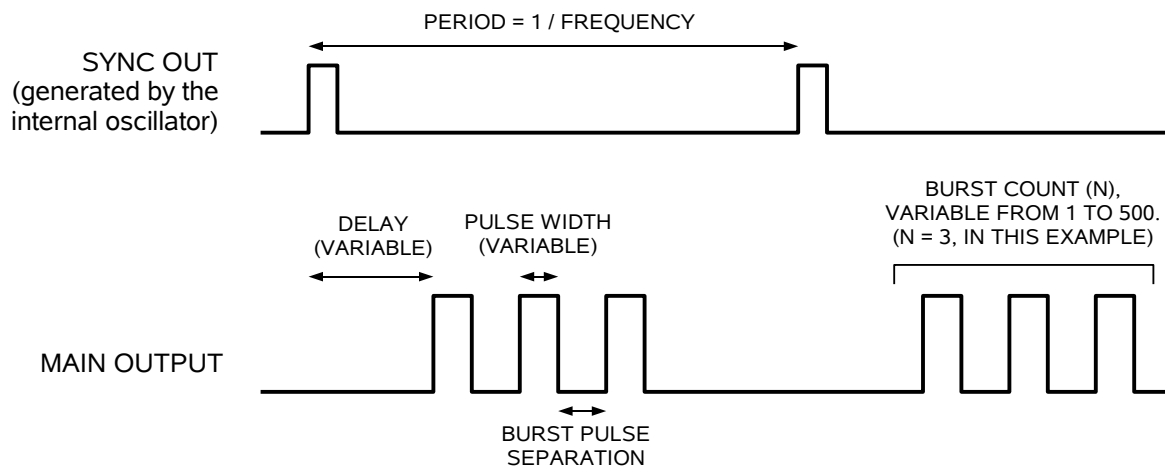 PERIOD = 1 / FREQUENCY
SYNC OUT
(generated by the
internal oscillator)
BURST COUNT (N),
VARIABLE FROM 1 TO 500.
(N = 3, IN THIS EXAMPLE)
DELAY
(VARIABLE)
PULSE WIDTH
(VARIABLE)
MAIN OUTPUT
BURST PULSE
SEPARATION